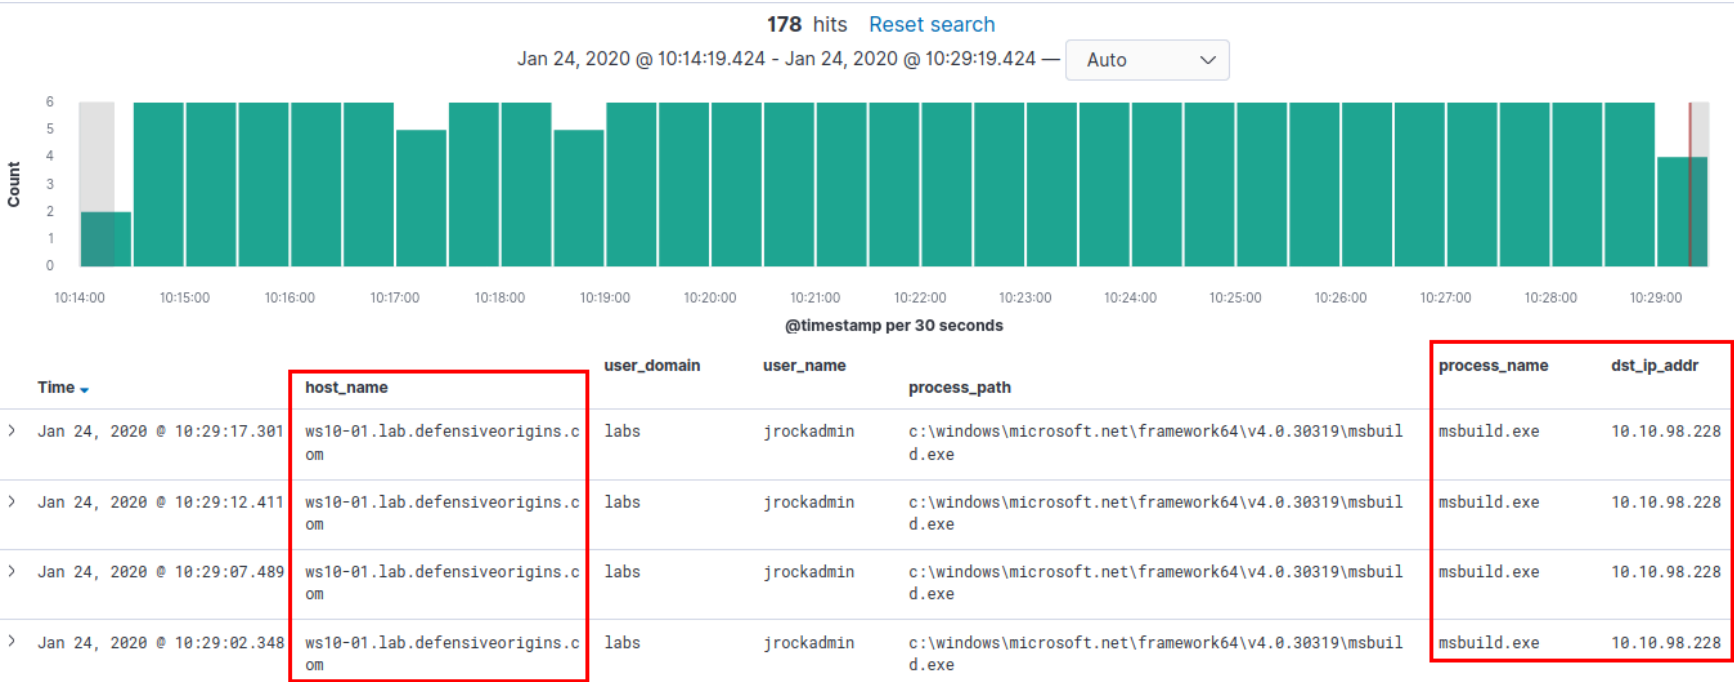 178 hits Reset search
Jan 24, 2020 @ 10:14:19.424 - Jan 24, 2020 @ 10:29:19.424 — Auto
Count
6
5
4
3
2
1
0
10:14:00 10:15:00 10:16:00 10:17:00 10:18:00 10:19:00 10:20:00 10:21:00 10:22:00 10:23:00 10:24:00 10:25:00 10:26:00 10:27:00 10:28:00 10:29:00
@timestamp per 30 seconds
Time host_name user_domain user_name process_path process_name dst_ip_addr
Jan 24, 2020 @ 10:29:17.301 ws10-01.lab.defensiveorigins.c labs jrockadmin c:\windows\microsoft.net\framework64\v4.0.30319\msbuil msbuild.exe 10.10.98.228
om d.exe
Jan 24, 2020 @ 10:29:12.411 ws10-01.lab.defensiveorigins.c labs jrockadmin c:\windows\microsoft.net\framework64\v4.0.30319\msbuil msbuild.exe 10.10.98.228
om d.exe
Jan 24, 2020 @ 10:29:07.489 ws10-01.lab.defensiveorigins.c labs jrockadmin c:\windows\microsoft.net\framework64\v4.0.30319\msbuil msbuild.exe 10.10.98.228
om d.exe
Jan 24, 2020 @ 10:29:02.348 ws10-01.lab.defensiveorigins.c labs jrockadmin c:\windows\microsoft.net\framework64\v4.0.30319\msbuil msbuild.exe 10.10.98.228
om d.exe